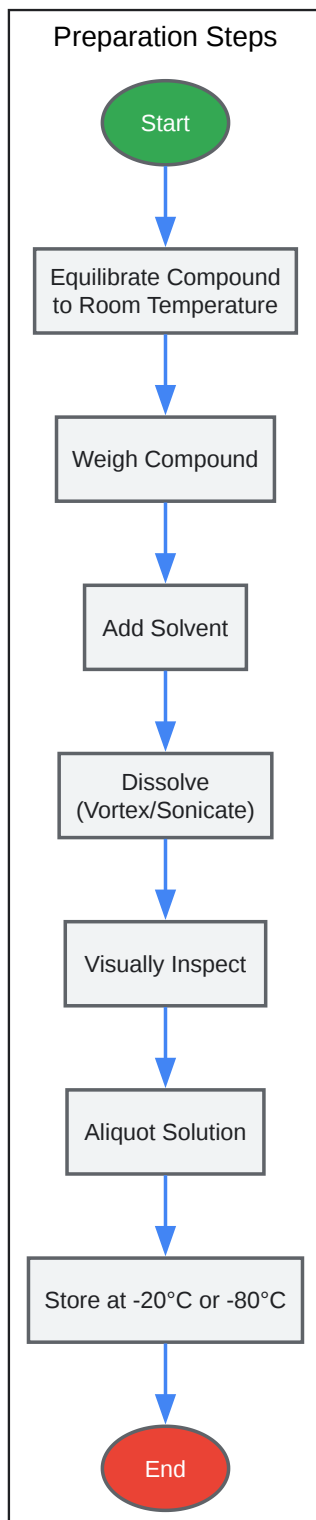 Preparation Steps
Start
Equilibrate Compound
to Room Temperature
Weigh Compound
Add Solvent
Dissolve
(Vortex/Sonicate)
Visually Inspect
Aliquot Solution
Store at -20°C or -80°C
End